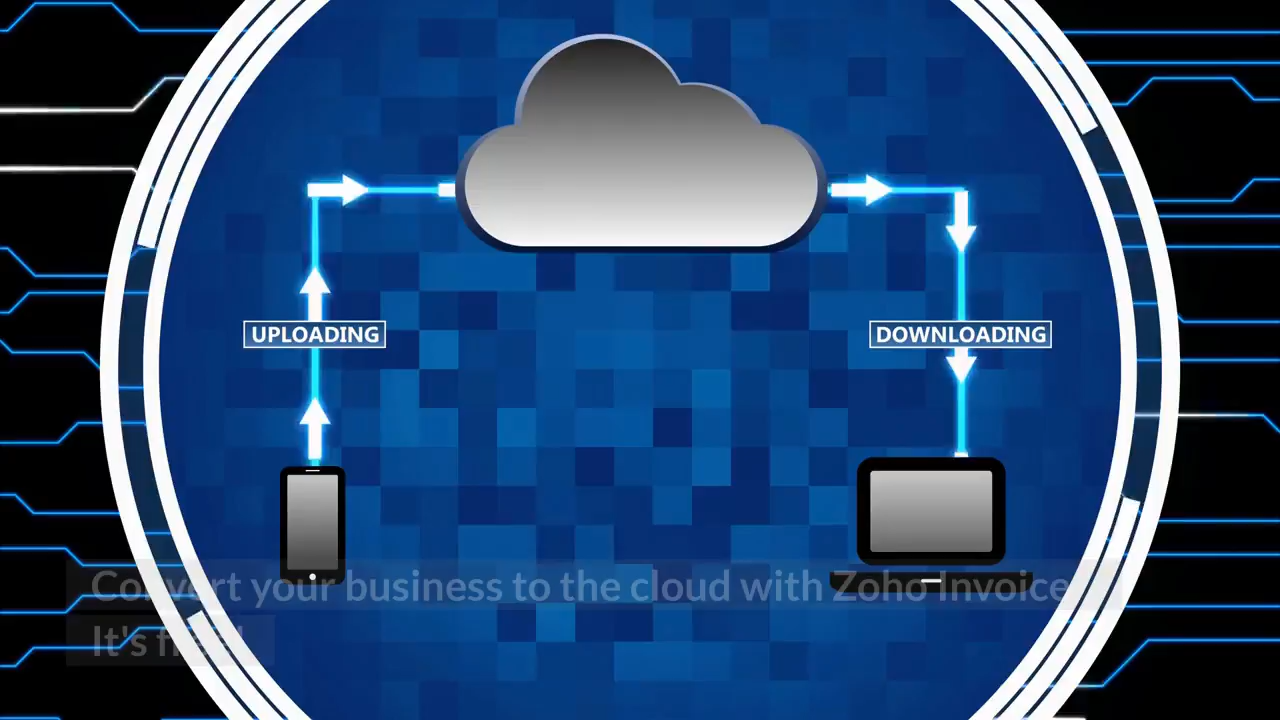 UPLOADING
DOWNLOADING
Convert your business to the cloud with Zoho Invoice
It's free!